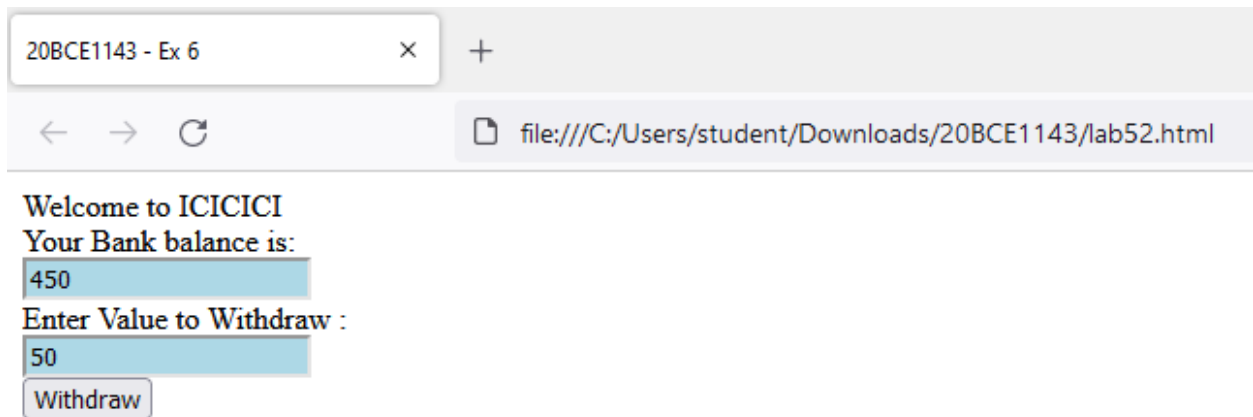 20BCE1143 - Ex 6
file:///C:/Users/student/Downloads/20BCE1143/lab52.html
Welcome to ICICICI
Your Bank balance is:
450
Enter Value to Withdraw :
50
Withdraw